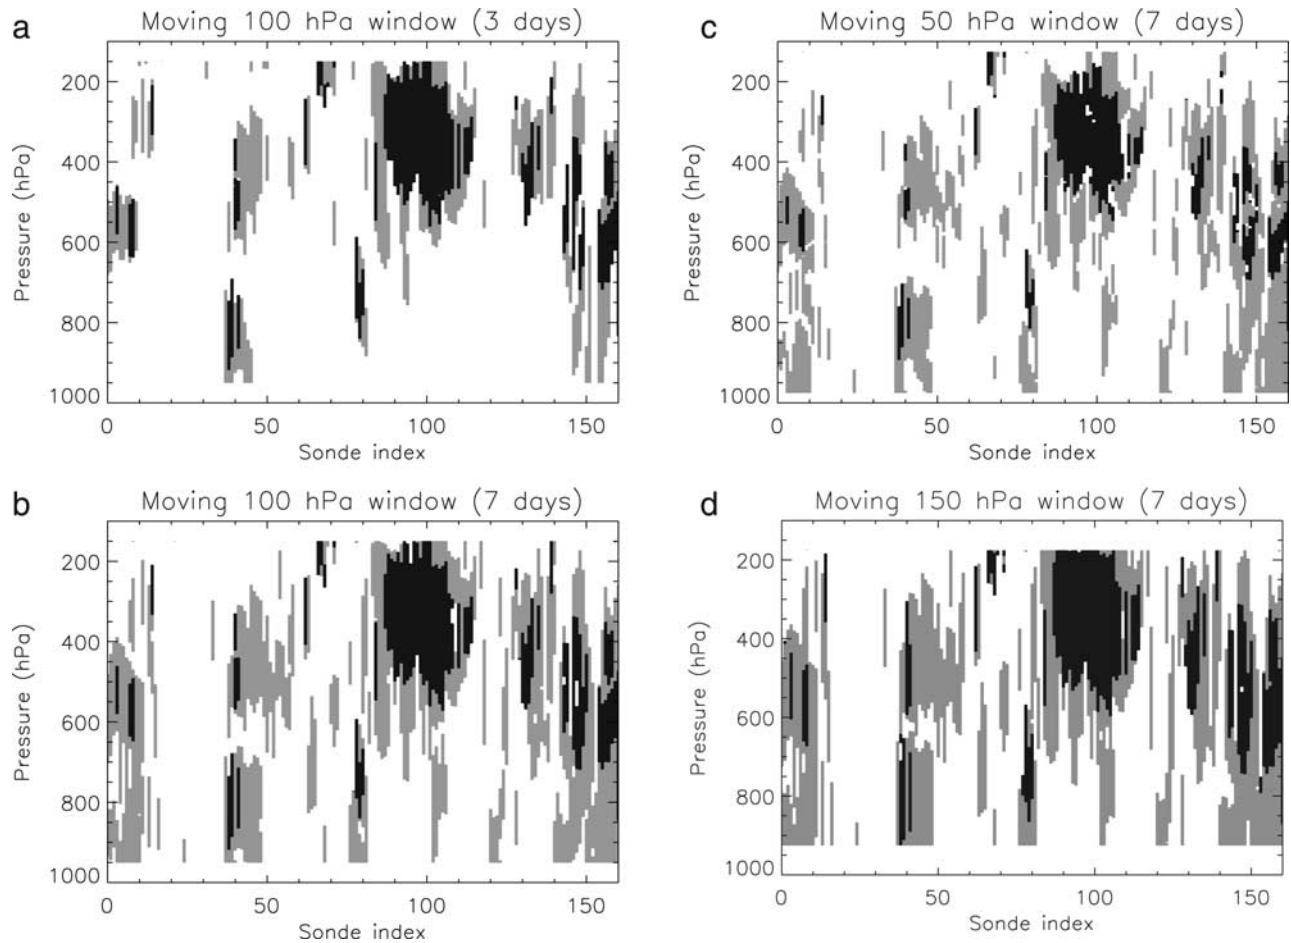 a
Moving 100 hPa window (3 days)
Pressure (hPa)
200
400
600
800
1000
0
50
100
150
Sonde index
c
Moving 50 hPa window (7 days)
Pressure (hPa)
200
400
600
800
1000
0
50
100
150
Sonde index
b
Moving 100 hPa window (7 days)
Pressure (hPa)
200
400
600
800
1000
0
50
100
150
Sonde index
d
Moving 150 hPa window (7 days)
Pressure (hPa)
200
400
600
800
1000
0
50
100
150
Sonde index